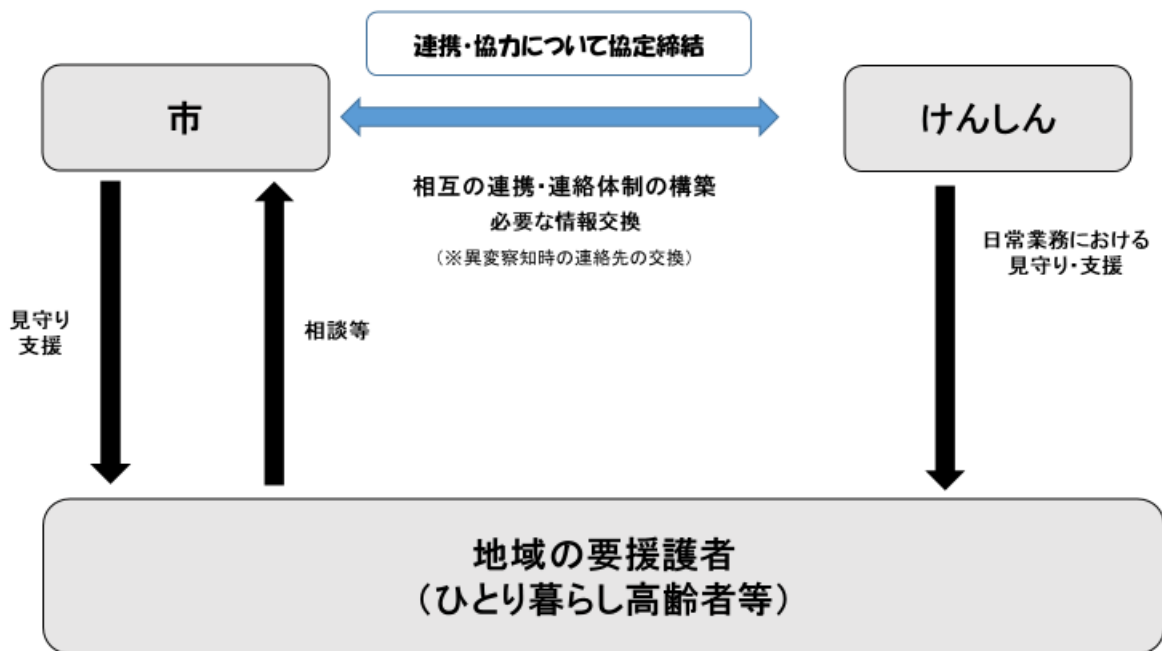 連携・協力について協定締結
市
けんしん
相互の連携・連絡体制の構築
必要な情報交換
（※異変察知時の連絡先の交換）
日常業務における
見守り・支援
見守り
支援
相談等
地域の要援護者
（ひとり暮らし高齢者等）